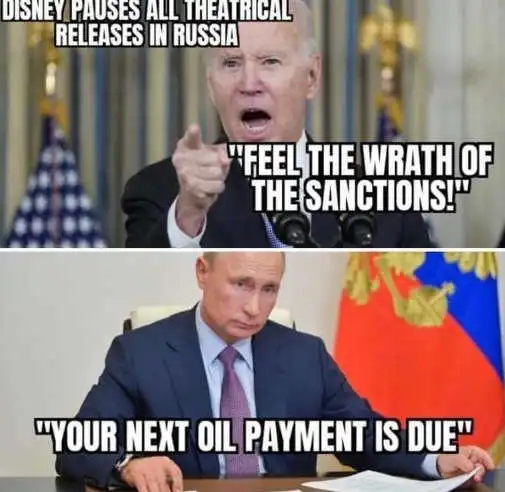 DISNEY PAUSES ALL THEATRICAL
RELEASES IN RUSSIA
"FEEL THE WRATH OF
THE SANCTIONS!"
"YOUR NEXT OIL PAYMENT IS DUE"